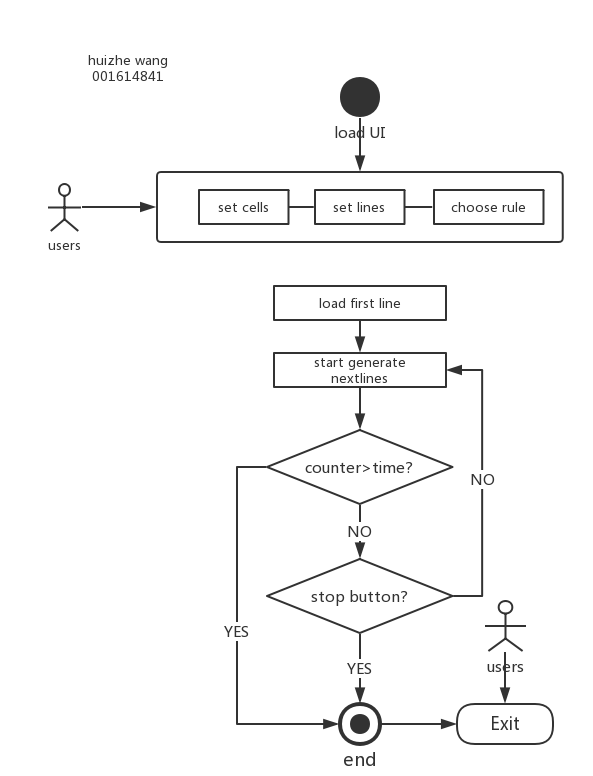 huizhe wang
001614841
load UI
set cells
set lines
choose rule
users
load first line
start generate
nextlines
counter>time?
NO
NO
stop button?
YES
YES
users
Exit
end